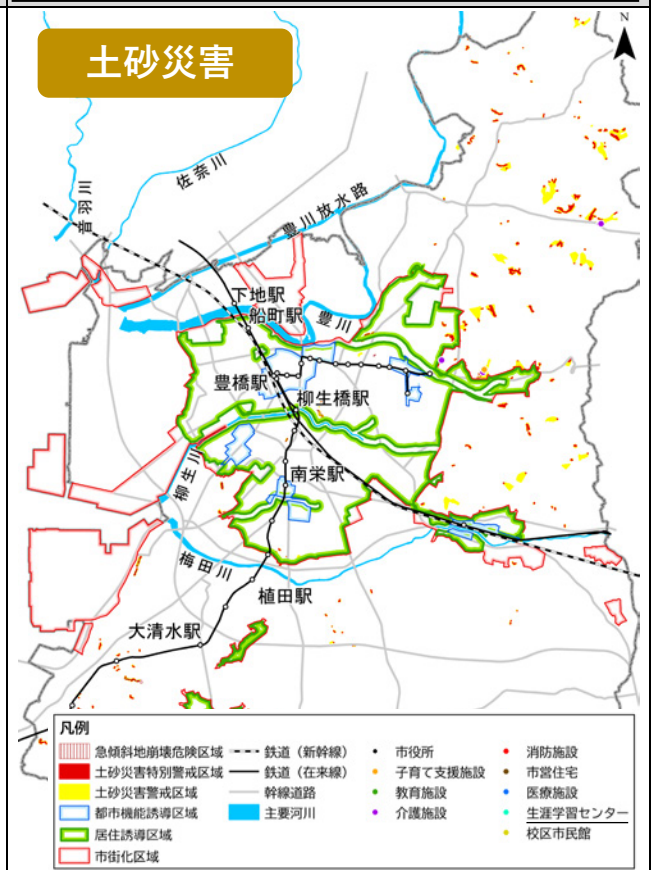 土砂災害
N
佐奈川
音羽川
豊川放水路
下地駅
船町駅
豊川
豊橋駅
柳生橋駅
南栄駅
柳生川
梅田川
植田駅
大清水駅
凡例
急傾斜地崩壊危険区域
土砂災害特別警戒区域
土砂災害警戒区域
都市機能誘導区域
居住誘導区域
市街化区域
鉄道（新幹線）
鉄道（在来線）
幹線道路
主要河川
市役所
子育て支援施設
教育施設
介護施設
消防施設
市営住宅
医療施設
生涯学習センター
校区市民館